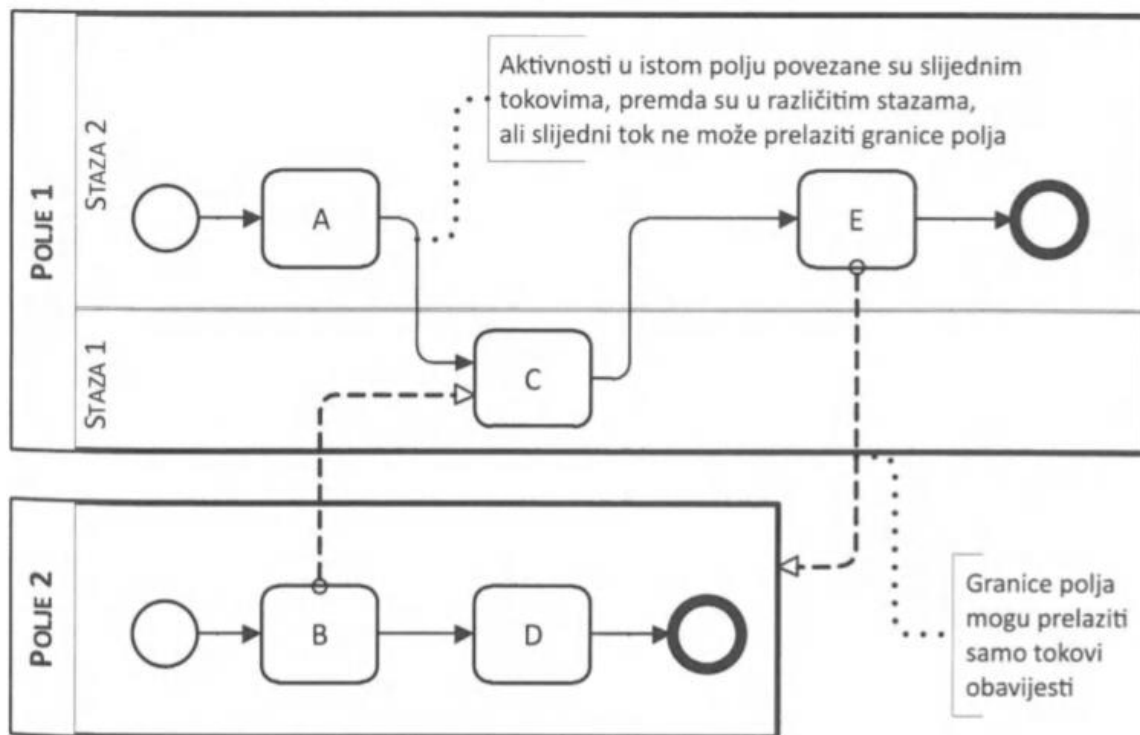 POLJE 1
STAZA 2
Aktivnosti u istom polju povezane su slijednim
tokovima, premda su u različitim stazama,
ali slijedni tok ne može prelaziti granice polja
A
E
STAZA 1
C
POLJE 2
B
D
Granice polja
mogu prelaziti
samo tokovi
obavijesti